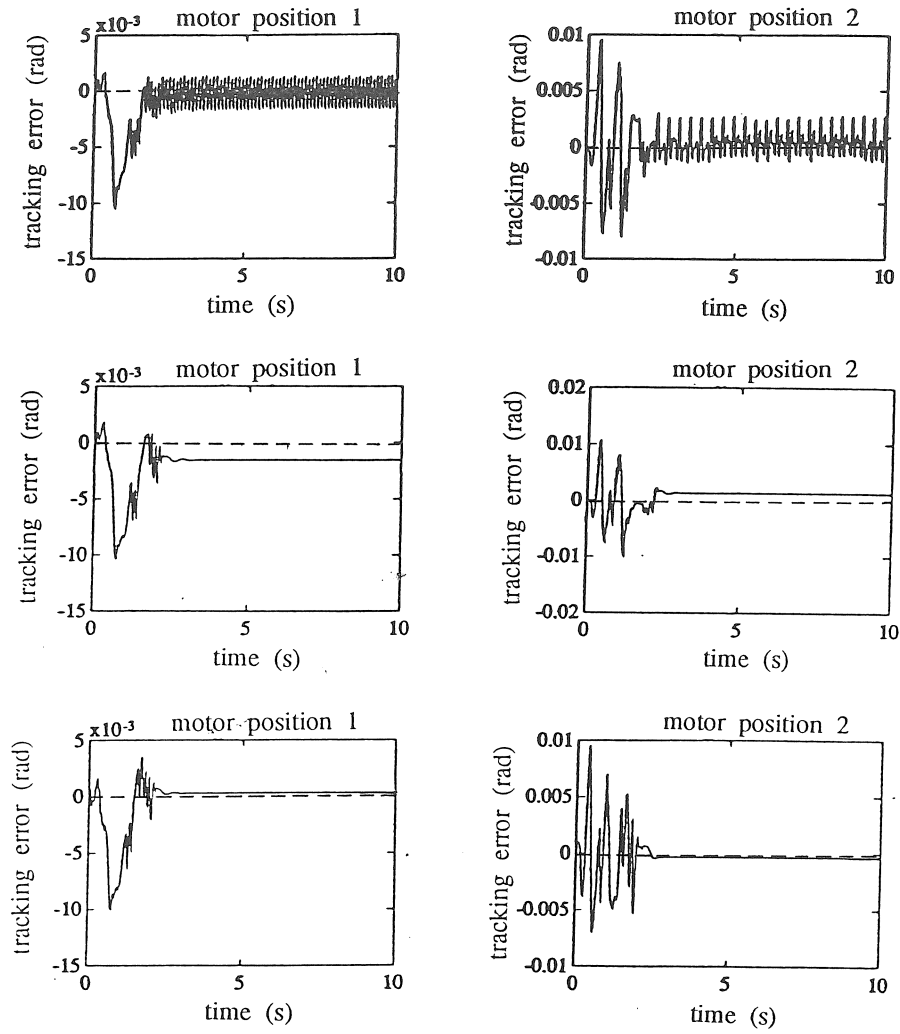 motor position 1
x10-3
5
0
-5
-10
-15
tracking error (rad)
0 5 10
time (s)
motor position 2
0.01
0.005
0
-0.005
-0.01
tracking error (rad)
0 5 10
time (s)
motor position 1
x10-3
5
0
-5
-10
-15
tracking error (rad)
0 5 10
time (s)
motor position 2
0.02
0.01
0
-0.01
-0.02
tracking error (rad)
0 5 10
time (s)
motor position 1
x10-3
5
0
-5
-10
-15
tracking error (rad)
0 5 10
time (s)
motor position 2
0.01
0.005
0
-0.005
-0.01
tracking error (rad)
0 5 10
time (s)